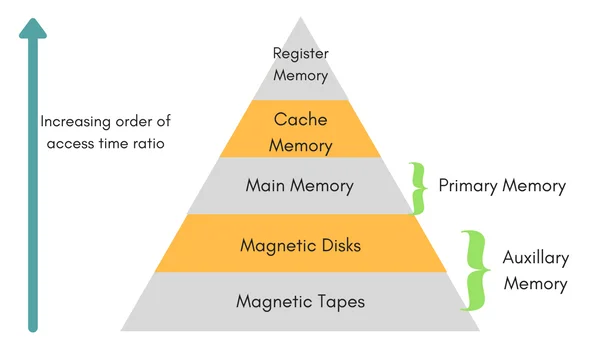 Register
Memory
Increasing order of
access time ratio
Cache
Memory
Main Memory
Primary Memory
Magnetic Disks
Auxillary
Memory
Magnetic Tapes